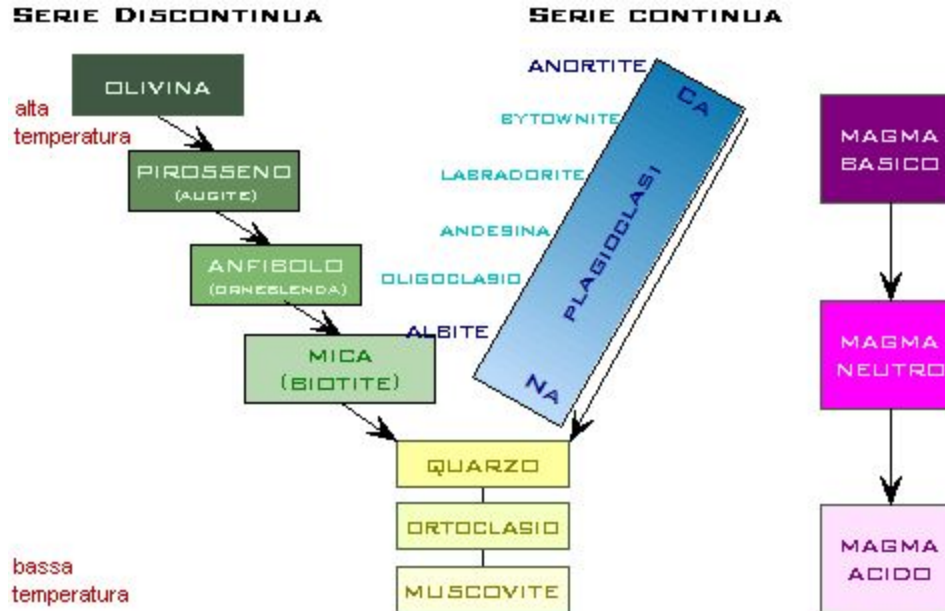 SERIE DISCONTINUA
SERIE CONTINUA
OLIVINA
alta
temperatura
PIROSSENO
(AUGITE)
ANFIBOLO
(ORNEBLENDA)
MICA
(BIOTITE)
ANORTITE
BYTOWNITE
LABRADORITE
ANDESINA
OLIGOCLASIO
ALBITE
CA
PLAGIOCLASI
NA
QUARZO
ORTOCLASIO
MUSCOVITE
bassa
temperatura
MAGMA
BASICO
MAGMA
NEUTRO
MAGMA
ACIDO